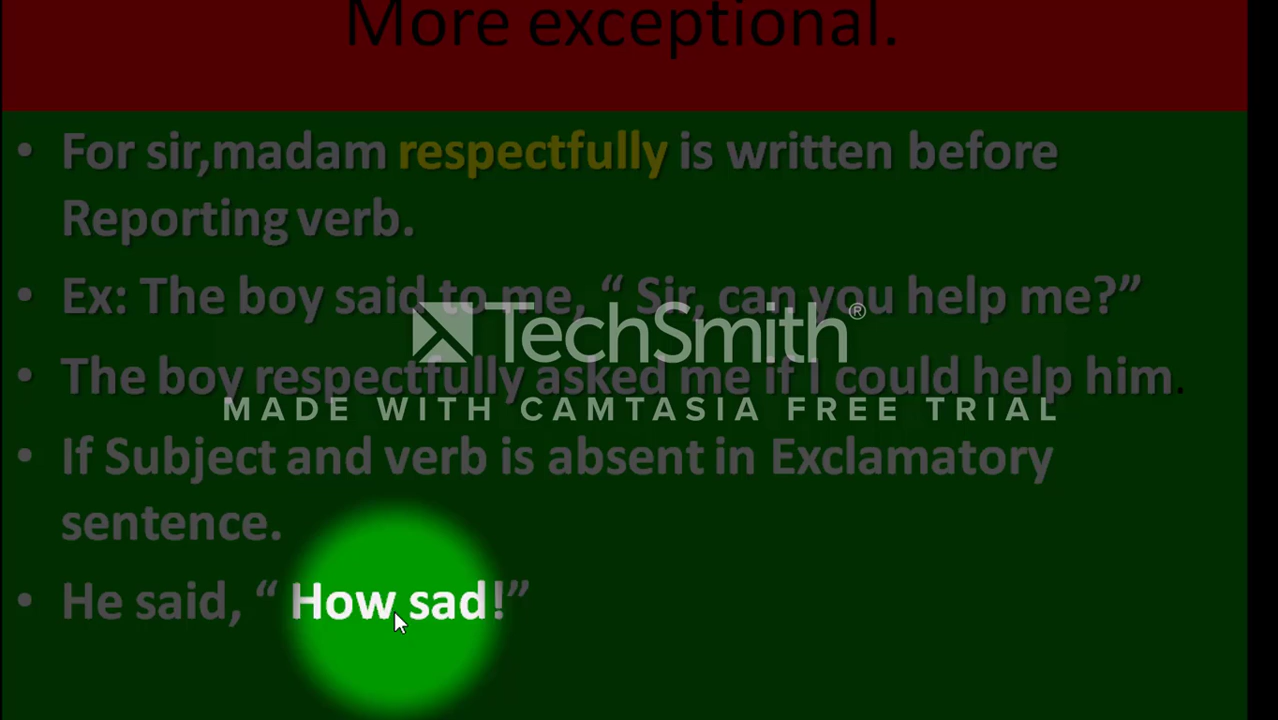 More exceptional.
• For sir,madam respectfully is written before
Reporting verb.
• Ex: The boy said to me, “ Sir, can you help me?”
TechSmith®
• The boy respectfully asked me if I could help him.
MADE WITH CAMTASIA FREE TRIAL
• If Subject and verb is absent in Exclamatory
sentence.
• He said, “ How sad!”